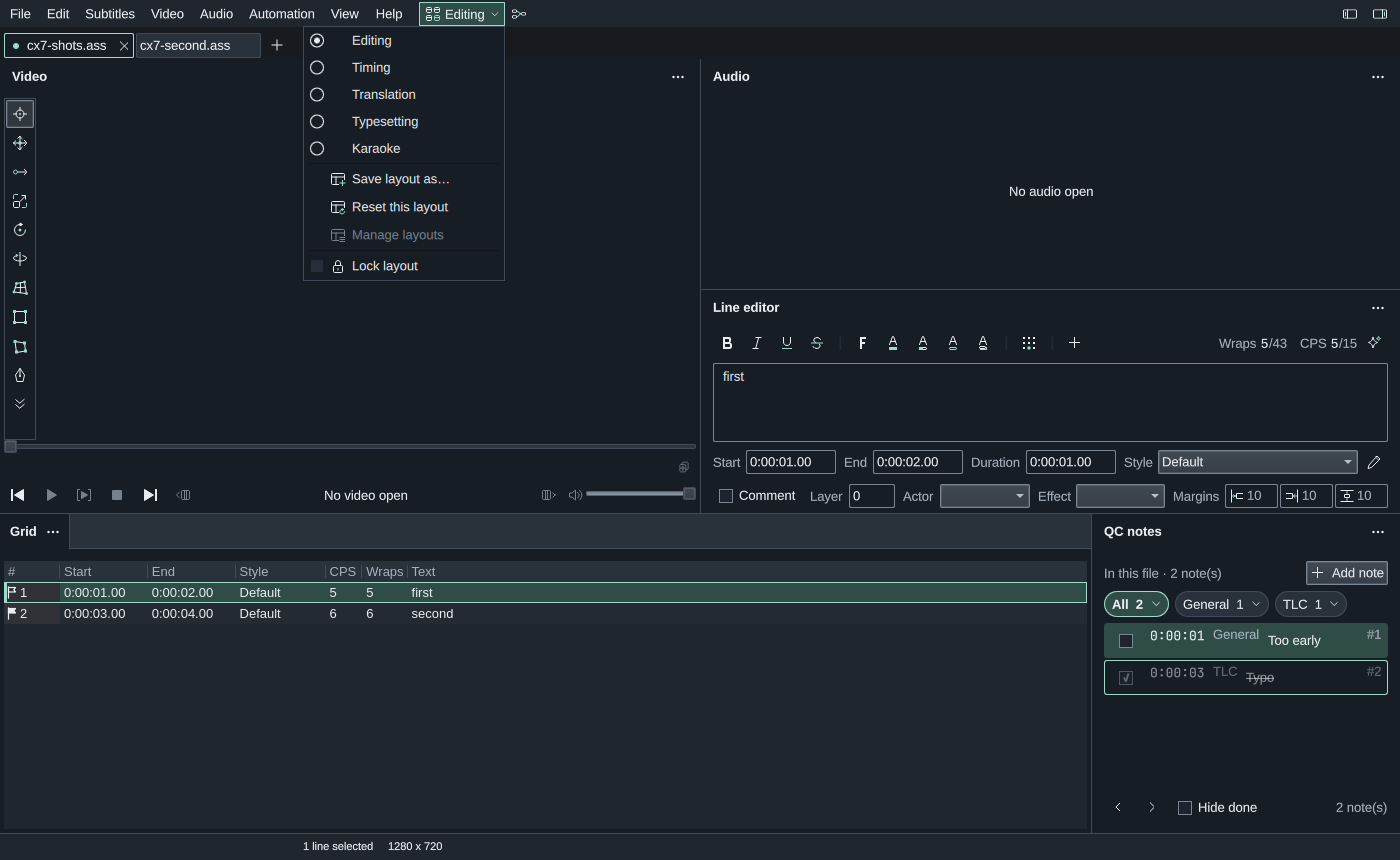 File Edit Subtitles Video Audio Automation View Help Editing
cx7-shots.ass cx7-second.ass
Editing
Timing
Translation
Typesetting
Karaoke
Save layout as…
Reset this layout
Manage layouts
Lock layout
Video
No video open
Audio
No audio open
Line editor
B I U S F A A A A Wraps 5/43 CPS 5/15
first
Start 0:00:01.00 End 0:00:02.00 Duration 0:00:01.00 Style Default
Comment Layer 0 Actor Effect Margins 10 10 10
Grid
# Start End Style CPS Wraps Text
1 0:00:01.00 0:00:02.00 Default 5 5 first
2 0:00:03.00 0:00:04.00 Default 6 6 second
QC notes
In this file · 2 note(s) Add note
All 2 General 1 TLC 1
0:00:01 General Too early #1
0:00:03 TLC Typo #2
Hide done 2 note(s)
1 line selected 1280 x 720